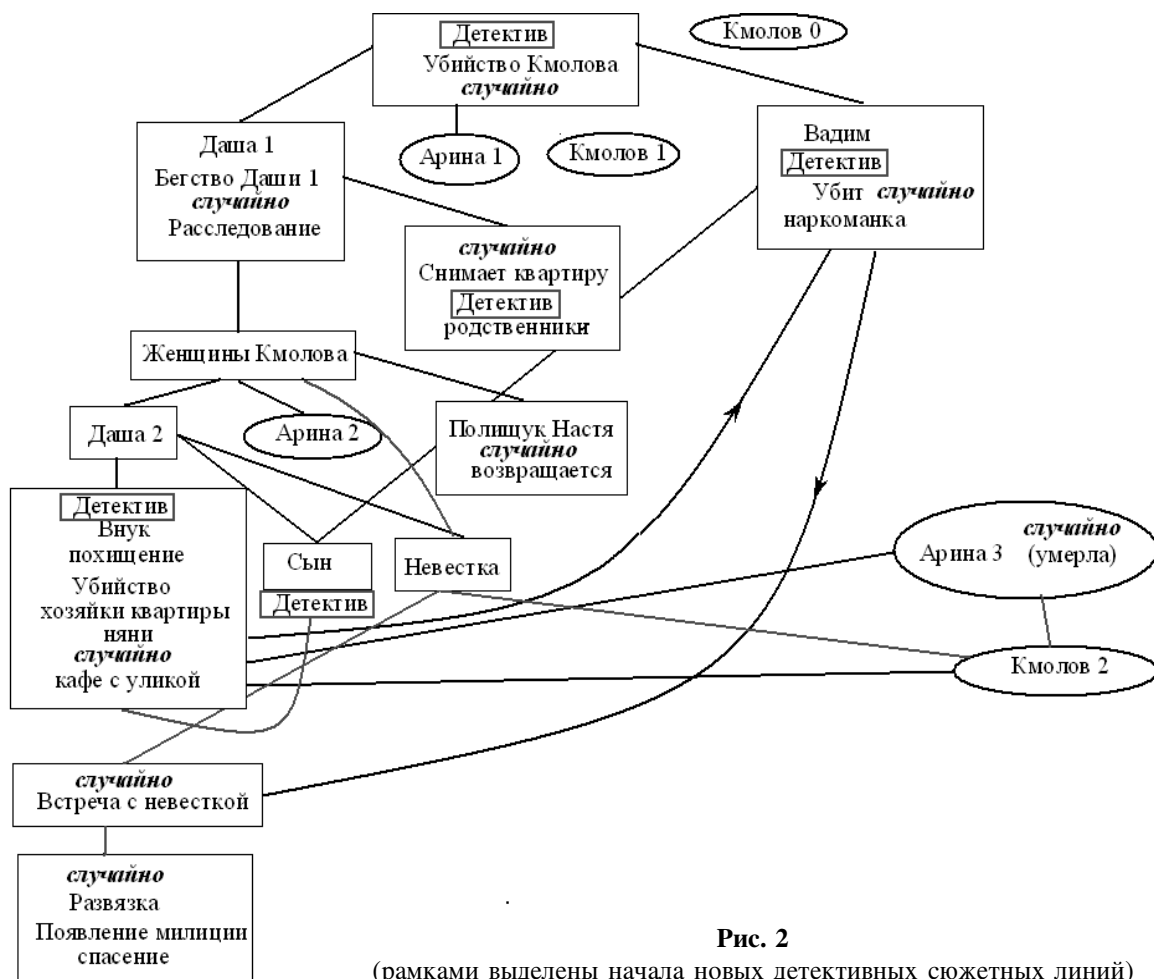 Детектив
Убийство Кмолова
случайно
Кмолов 0
Даша 1
Бегство Даши 1
случайно
Расследование
Арина 1
Кмолов 1
Вадим
Детектив
Убит случайно
наркоманка
случайно
Снимает квартиру
Детектив
родственники
Женщины Кмолова
Даша 2
Арина 2
Полищук Настя
случайно
возвращается
Детектив
Внук
похищение
Убийство
хозяйки квартиры
няни
случайно
кафе с уликой
Сын
Детектив
Невестка
случайно
Арина 3 (умерла)
Кмолов 2
случайно
Встреча с невесткой
случайно
Развязка
Появление милиции
спасение
Рис. 2
(рамками выделены начала новых детективных сюжетных линий)